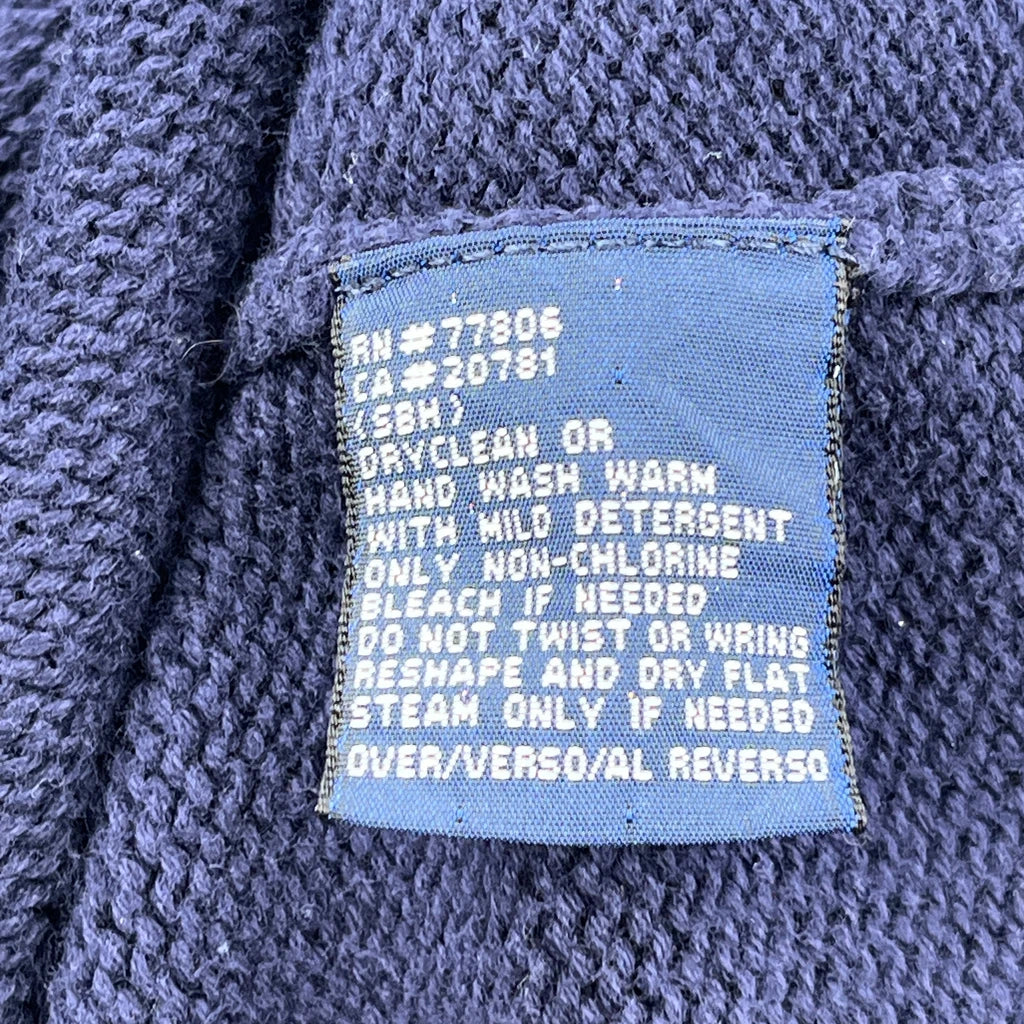 RN #77806
CA #20781
(SBH)
DRYCLEAN OR
HAND WASH WARM
WITH MILD DETERGENT
ONLY NON-CHLORINE
BLEACH IF NEEDED
DO NOT TWIST OR WRING
RESHAPE AND DRY FLAT
STEAM ONLY IF NEEDED
OVER/VERSO/AL REVERSO